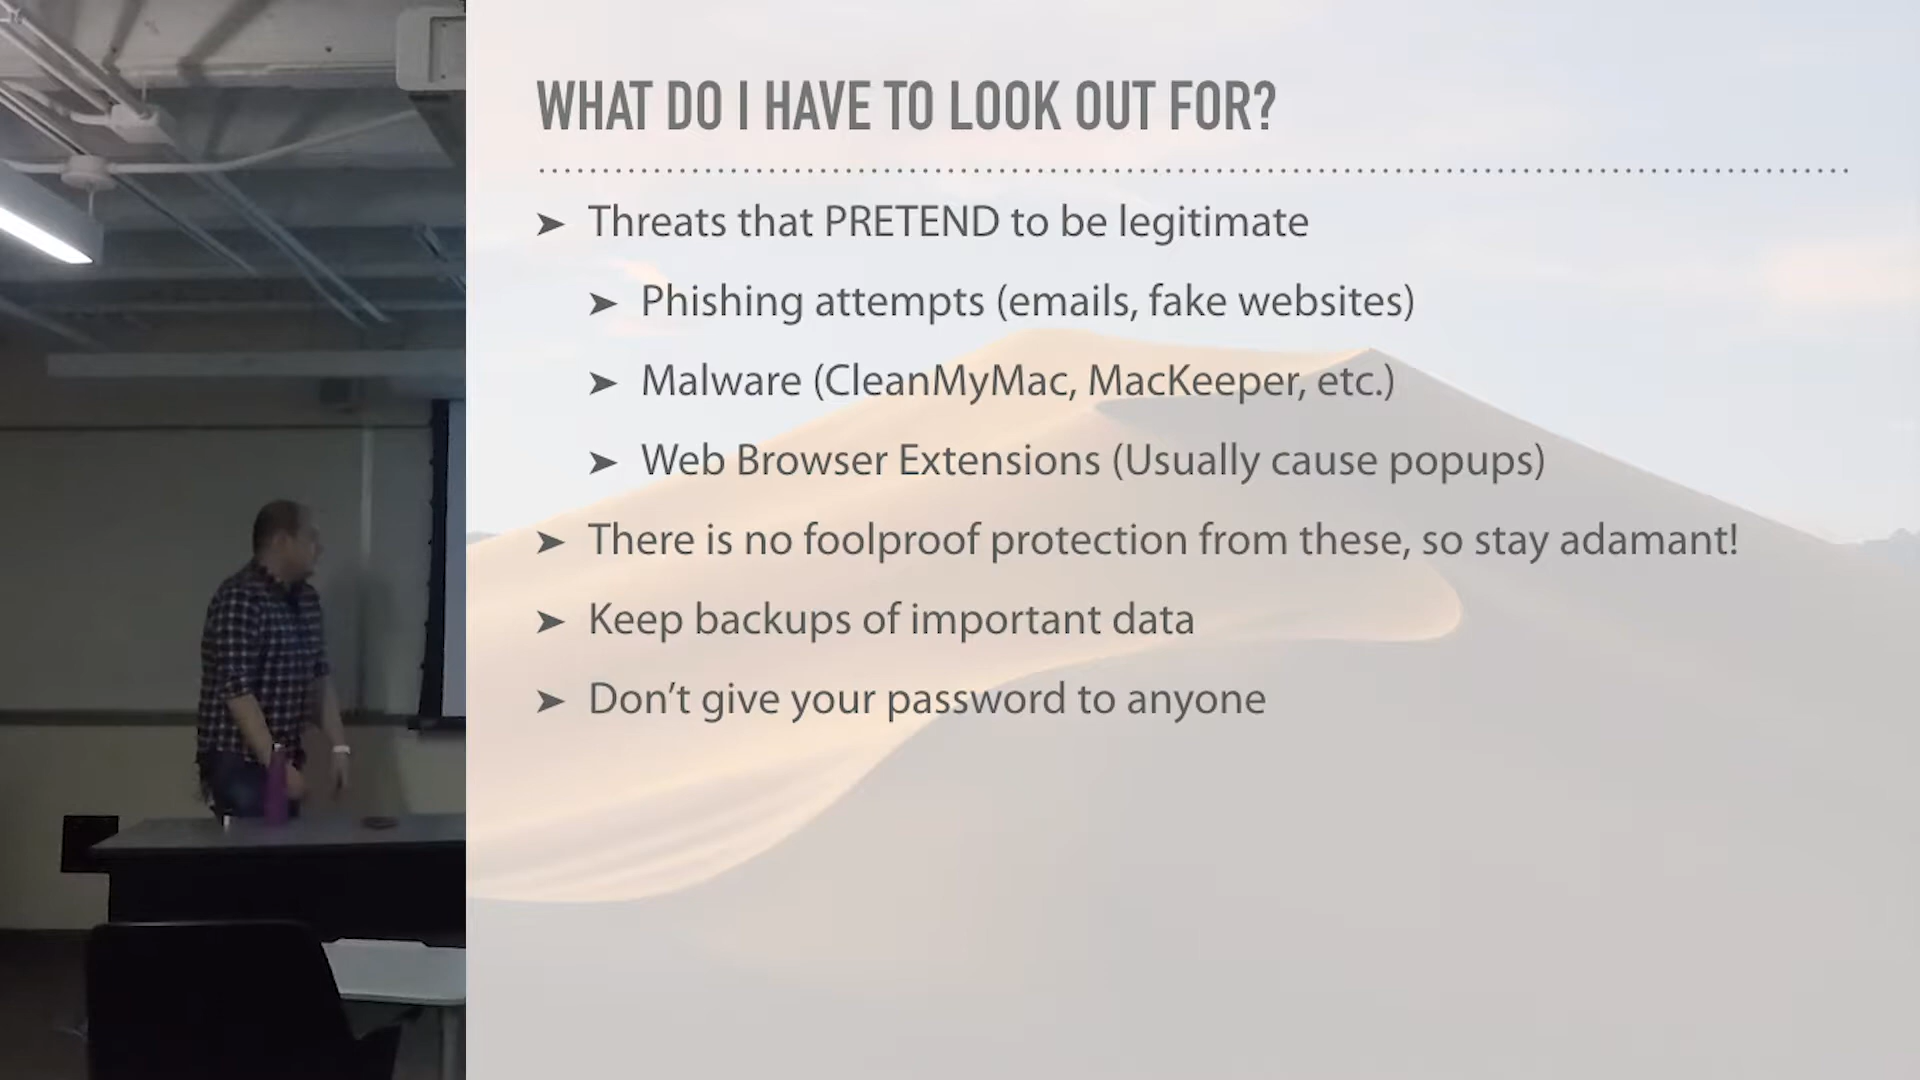 WHAT DO I HAVE TO LOOK OUT FOR?
➤ Threats that PRETEND to be legitimate
➤ Phishing attempts (emails, fake websites)
➤ Malware (CleanMyMac, MacKeeper, etc.)
➤ Web Browser Extensions (Usually cause popups)
➤ There is no foolproof protection from these, so stay adamant!
➤ Keep backups of important data
➤ Don’t give your password to anyone